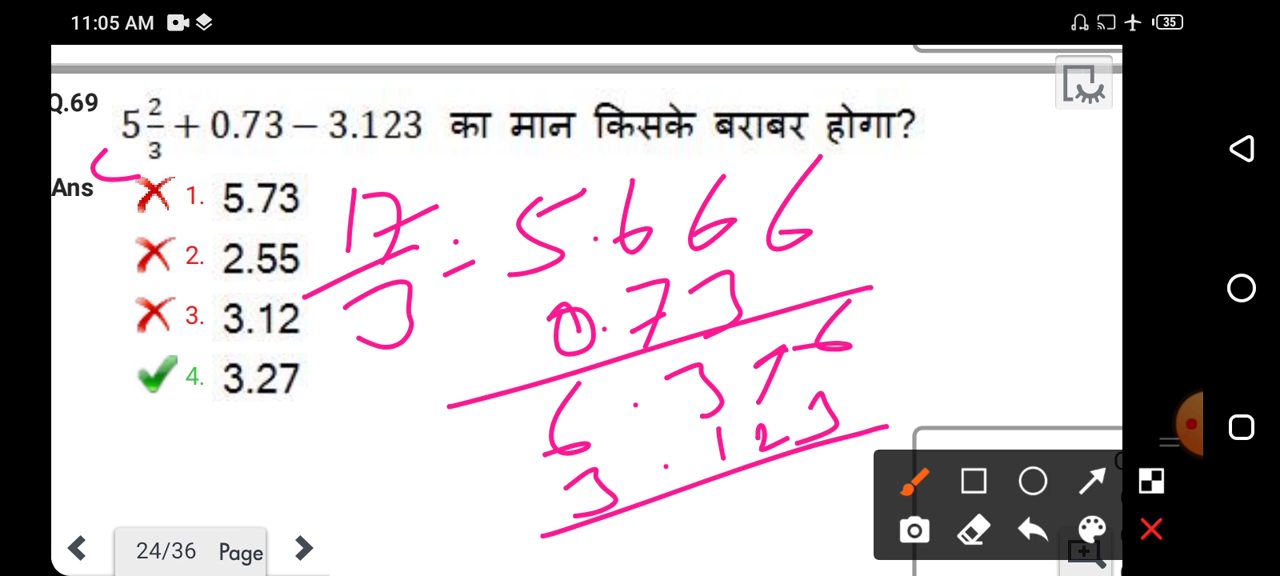 11:05 AM 35
Q.69 5 2/3 + 0.73 – 3.123 का मान किसके बराबर होगा?
Ans 1. 5.73
2. 2.55
3. 3.12
4. 3.27
17/3 = 5.666
0.73
6.396
3.123
24/36 Page